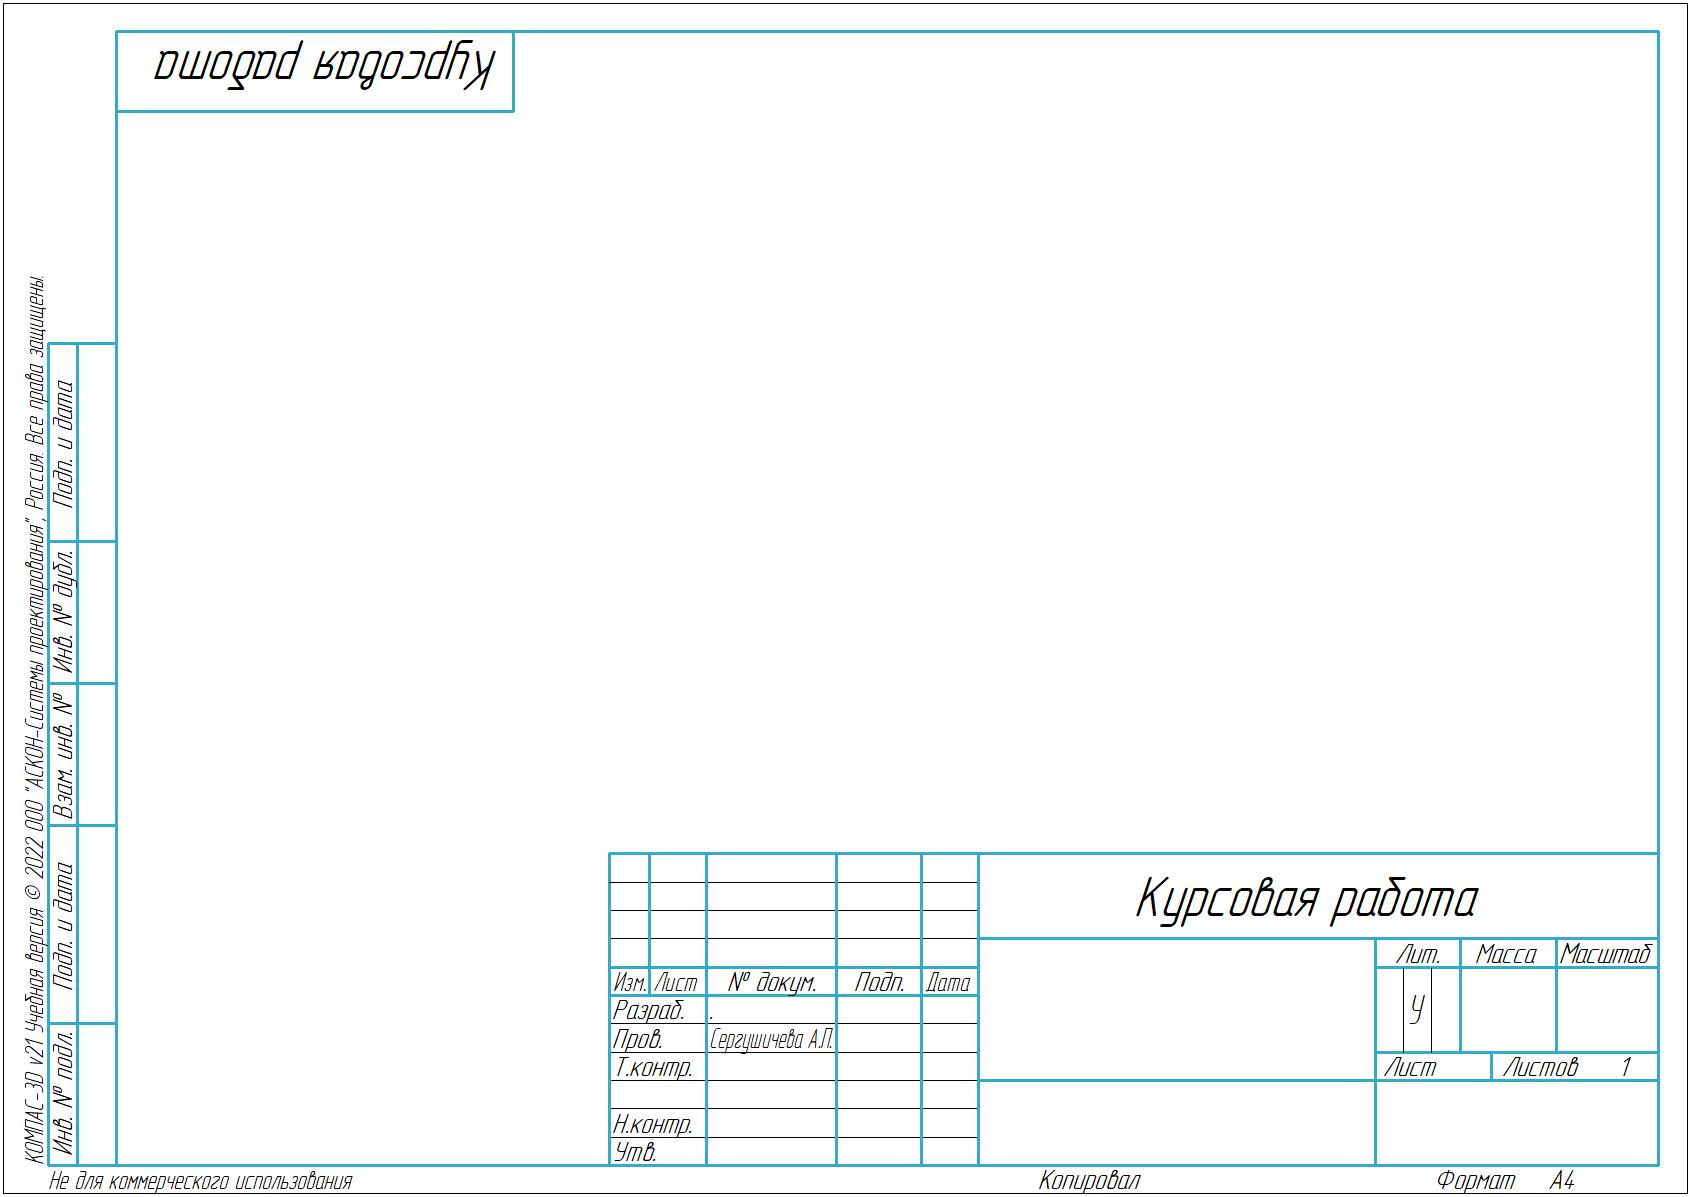 Курсовая работа
КОМПАС-3D v21 Учебная версия © 2022 ООО "АСКОН-Системы проектирования", Россия. Все права защищены.
Подп. и дата
Инв. № дубл.
Взам. инв. №
Подп. и дата
Инв. № подл.
Курсовая работа
Лит. Масса Масштаб
Изм. Лист № докум. Подп. Дата
Разраб. .
У
Пров. Сергушичева А.П.
Т.контр.
Лист Листов 1
Н.контр.
Утв.
Не для коммерческого использования
Копировал
Формат A4